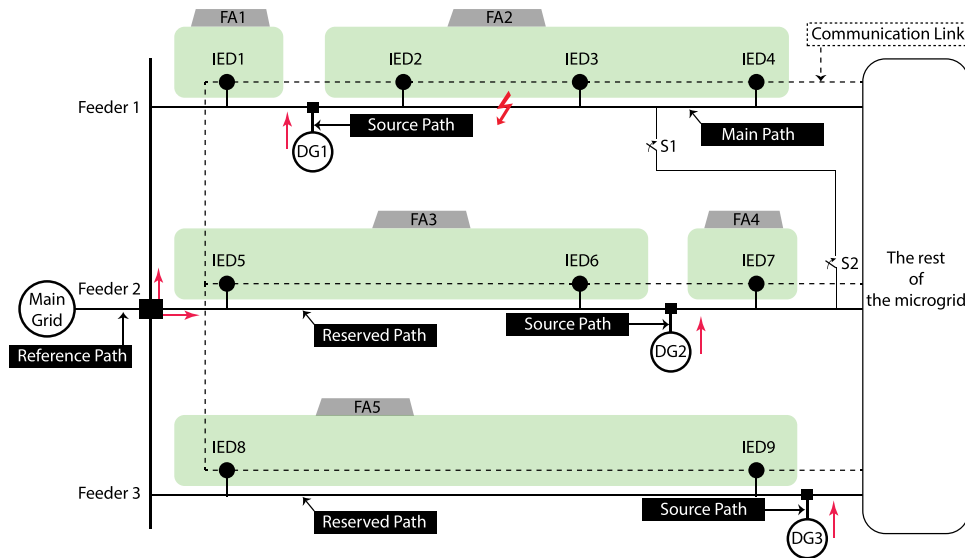 FA1
FA2
Communication Link
IED1
IED2
IED3
IED4
Feeder 1
Source Path
Main Path
DG1
S1
FA3
FA4
IED5
IED6
IED7
S2
The rest
of
the microgrid
Feeder 2
Main
Grid
Reference Path
Reserved Path
Source Path
DG2
FA5
IED8
IED9
Feeder 3
Reserved Path
Source Path
DG3